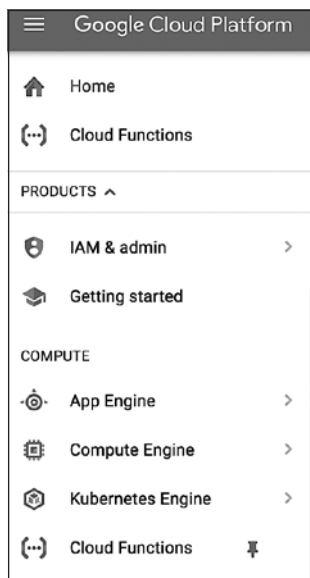 Google Cloud Platform
Home
Cloud Functions
PRODUCTS
IAM & admin
Getting started
COMPUTE
App Engine
Compute Engine
Kubernetes Engine
Cloud Functions